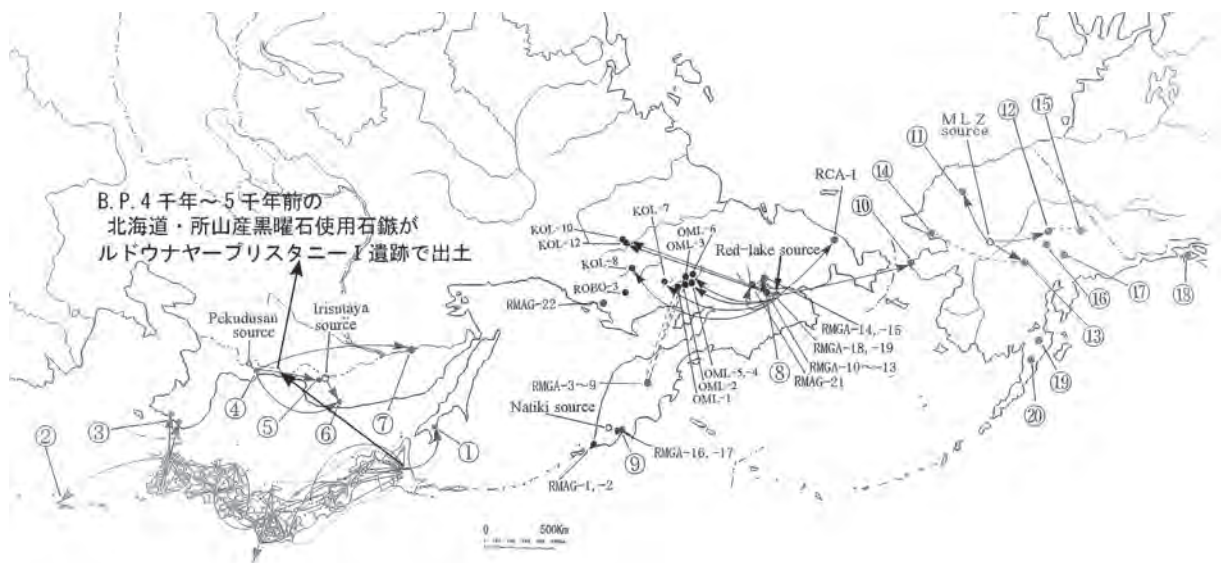 B.P.4千年～5千年前の
北海道・所山産黒曜石使用石鏃が
ルドウナヤープリスタニーⅠ遺跡で出土
Pekudusan
source
Irismaya
source
①
②
③
④
⑤
⑥
⑦
KOL-10
KOL-12
KOL-8
ROBO-3
RMAG-22
KOL-7
OML-6
OML-3
Red-lake source
RCA-I
RMGA-3～9
Natiki source
RMAG-1,-2
⑨
RMGA-16,-17
OML-5,-4
OML-2
OML-1
⑧
RMGA-14,-15
RMGA-18,-19
RMGA-10～-13
RMAG-21
⑩
⑭
⑪
MLZ
source
⑫
⑮
⑯
⑬
⑰
⑱
⑲
⑳
0 500Km